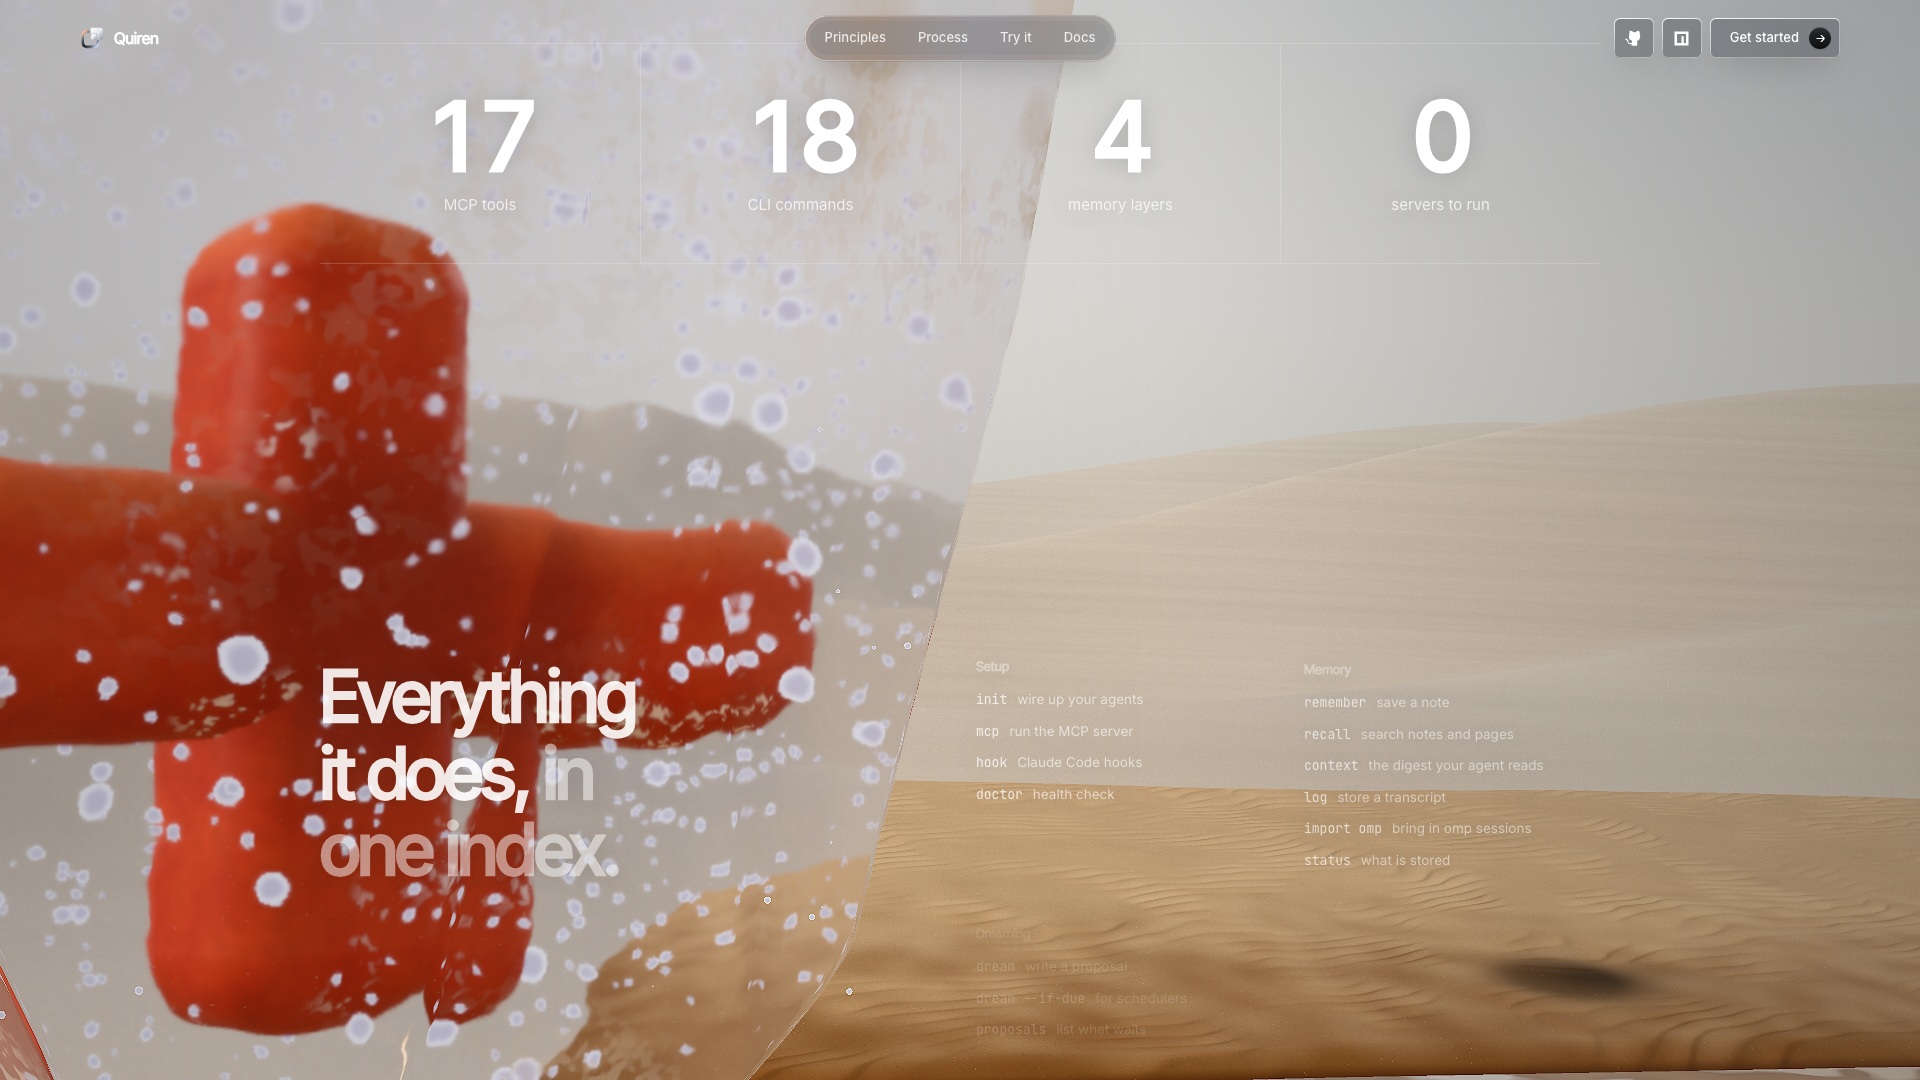 Quiren
Principles
Process
Try it
Docs
Get started
17
MCP tools
18
CLI commands
4
memory layers
0
servers to run
Everything
it does, in
one index.
Setup
init wire up your agents
mcp run the MCP server
hook Claude Code hooks
doctor health check
Memory
remember save a note
recall search notes and pages
context the digest your agent reads
log store a transcript
import omp bring in omp sessions
status what is stored
Dreaming
dream write a proposal
dream --if-due for schedulers
proposals list what waits